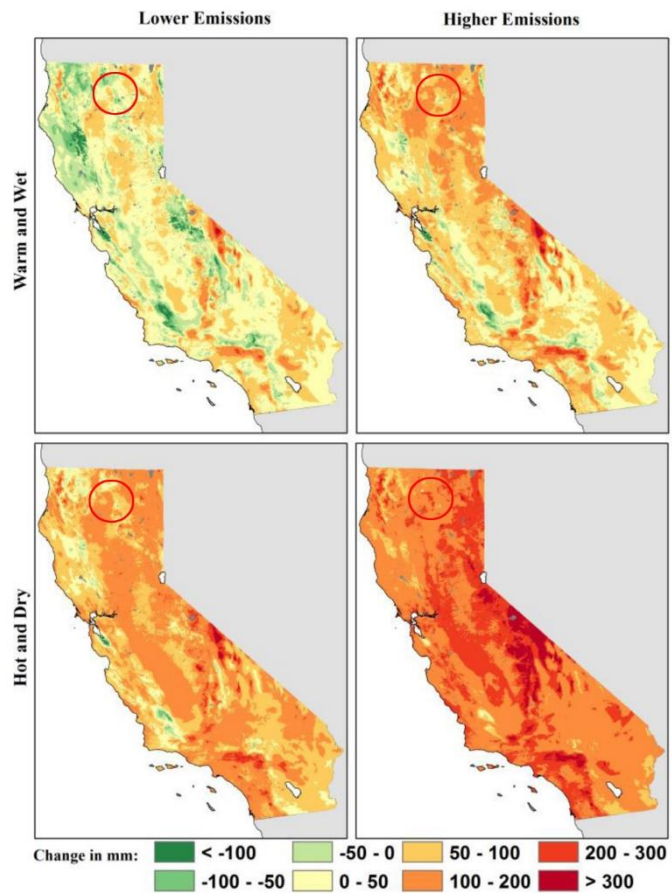 Lower Emissions
Higher Emissions
Warm and Wet
Hot and Dry
Change in mm:
< -100
-50 - 0
50 - 100
200 - 300
-100 - -50
0 - 50
100 - 200
> 300